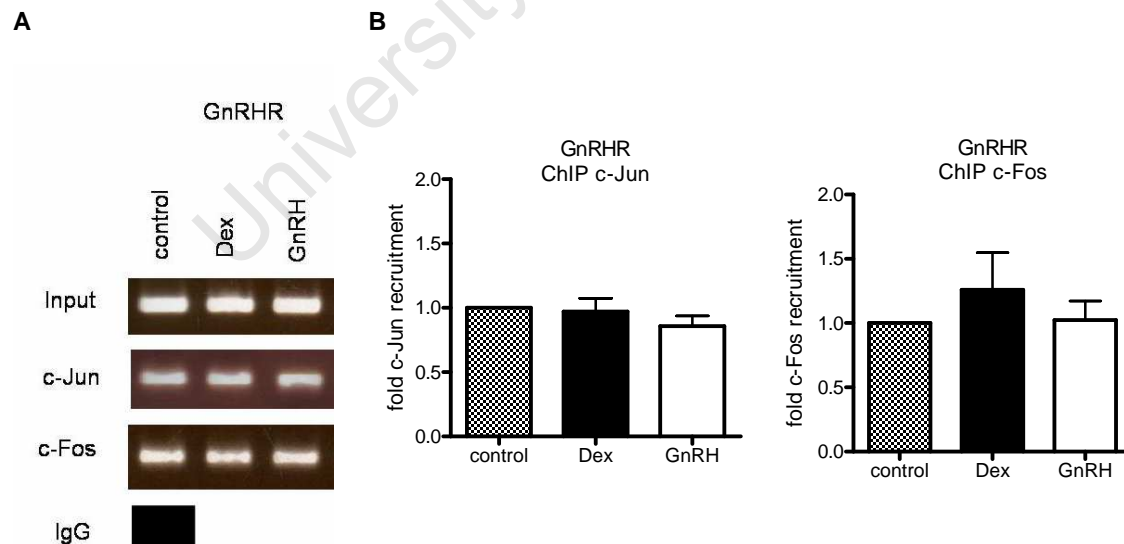 A
B
GnRHR
control
Dex
GnRH
Input
c-Jun
c-Fos
IgG
GnRHR
ChIP c-Jun
fold c-Jun recruitment
2.0
1.5
1.0
0.5
0.0
control Dex GnRH
GnRHR
ChIP c-Fos
fold c-Fos recruitment
2.0
1.5
1.0
0.5
0.0
control Dex GnRH
University